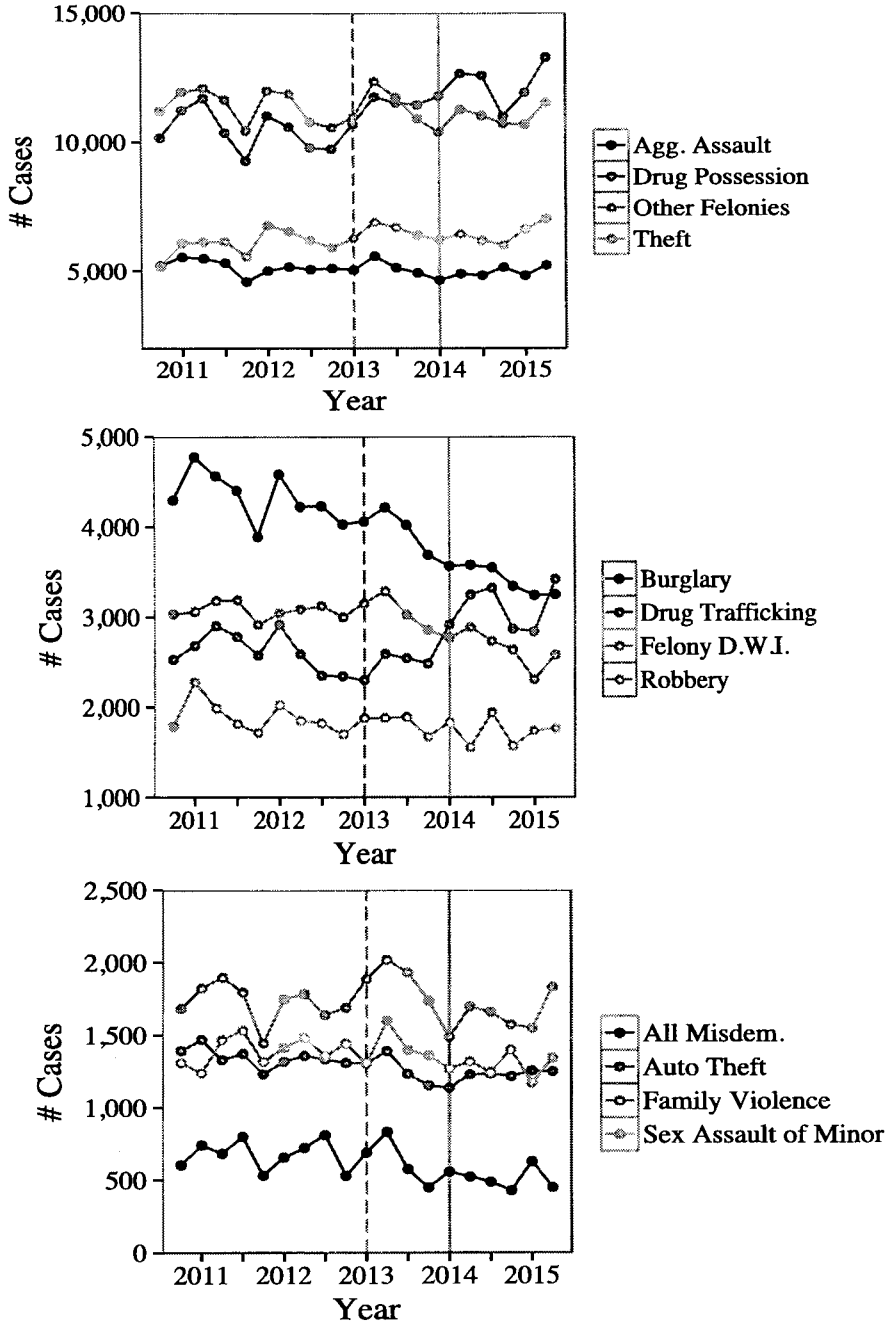 15,000
10,000
5,000
# Cases
2011 2012 2013 2014 2015
Year
Agg. Assault
Drug Possession
Other Felonies
Theft
5,000
4,000
3,000
2,000
1,000
# Cases
2011 2012 2013 2014 2015
Year
Burglary
Drug Trafficking
Felony D.W.I.
Robbery
2,500
2,000
1,500
1,000
500
0
# Cases
2011 2012 2013 2014 2015
Year
All Misdem.
Auto Theft
Family Violence
Sex Assault of Minor